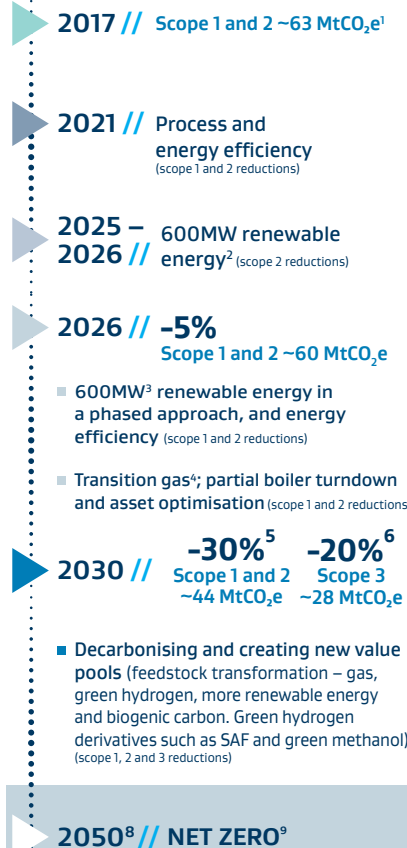 2017 // Scope 1 and 2 ~63 MtCO₂e¹
2021 // Process and
energy efficiency
(scope 1 and 2 reductions)
2025 –
2026 // 600MW renewable
energy² (scope 2 reductions)
2026 // -5%
Scope 1 and 2 ~60 MtCO₂e
600MW³ renewable energy in
a phased approach, and energy
efficiency (scope 1 and 2 reductions)
Transition gas⁴; partial boiler turndown
and asset optimisation (scope 1 and 2 reductions
2030 // -30%⁵ -20%⁶
Scope 1 and 2 Scope 3
~44 MtCO₂e ~28 MtCO₂e
Decarbonising and creating new value
pools (feedstock transformation – gas,
green hydrogen, more renewable energy
and biogenic carbon. Green hydrogen
derivatives such as SAF and green methanol)
(scope 1, 2 and 3 reductions)
2050⁸ // NET ZERO⁹